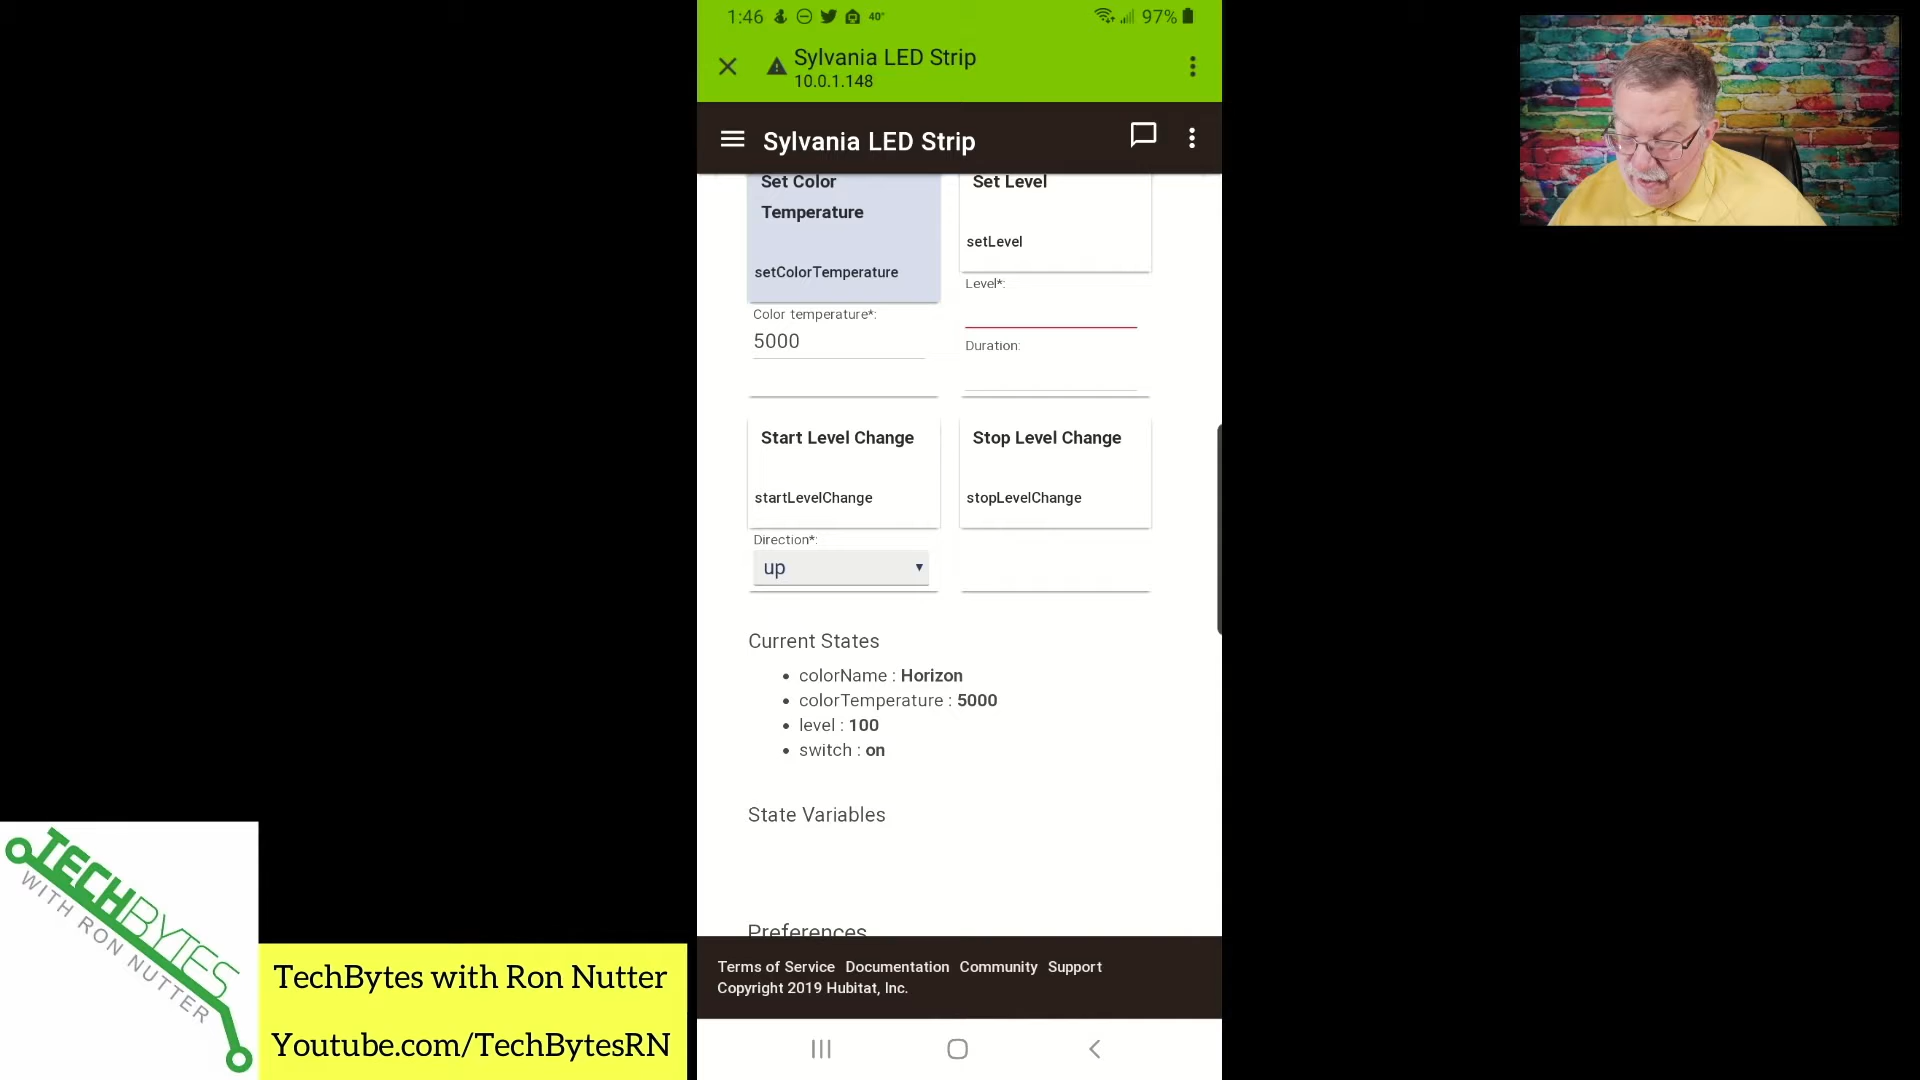 1:46
40°
97%
Sylvania LED Strip
10.0.1.148
Sylvania LED Strip
Set Color
Temperature
setColorTemperature
Color temperature*:
5000
Set Level
setLevel
Level*:
Duration:
Start Level Change
startLevelChange
Direction*:
up
Stop Level Change
stopLevelChange
Current States
colorName : Horizon
colorTemperature : 5000
level : 100
switch : on
State Variables
Preferences
Terms of Service Documentation Community Support
Copyright 2019 Hubitat, Inc.
TECHBYTES
WITH RON NUTTER
TechBytes with Ron Nutter
Youtube.com/TechBytesRN